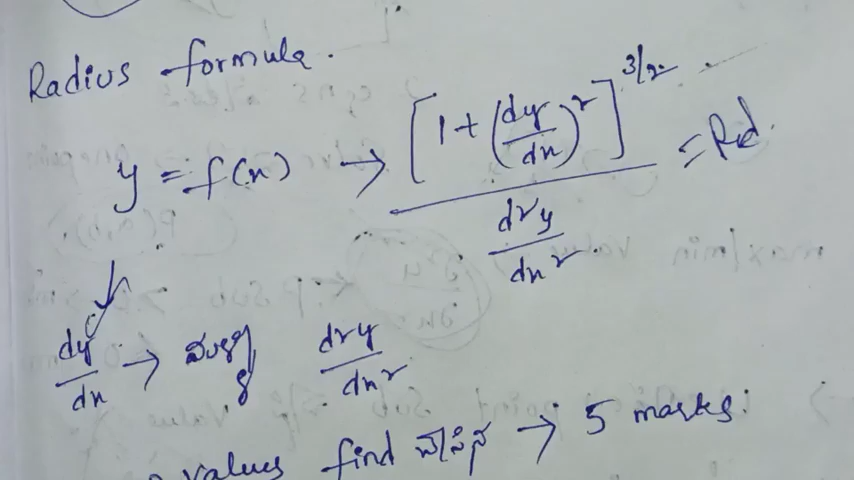 Radius formula.
y = f(x) → [1 + (dy/dx)²]^3/2 / d²y/dx² = Rd.
dy/dx → ಮತ್ತು d²y/dx²
values find → 5 marks.